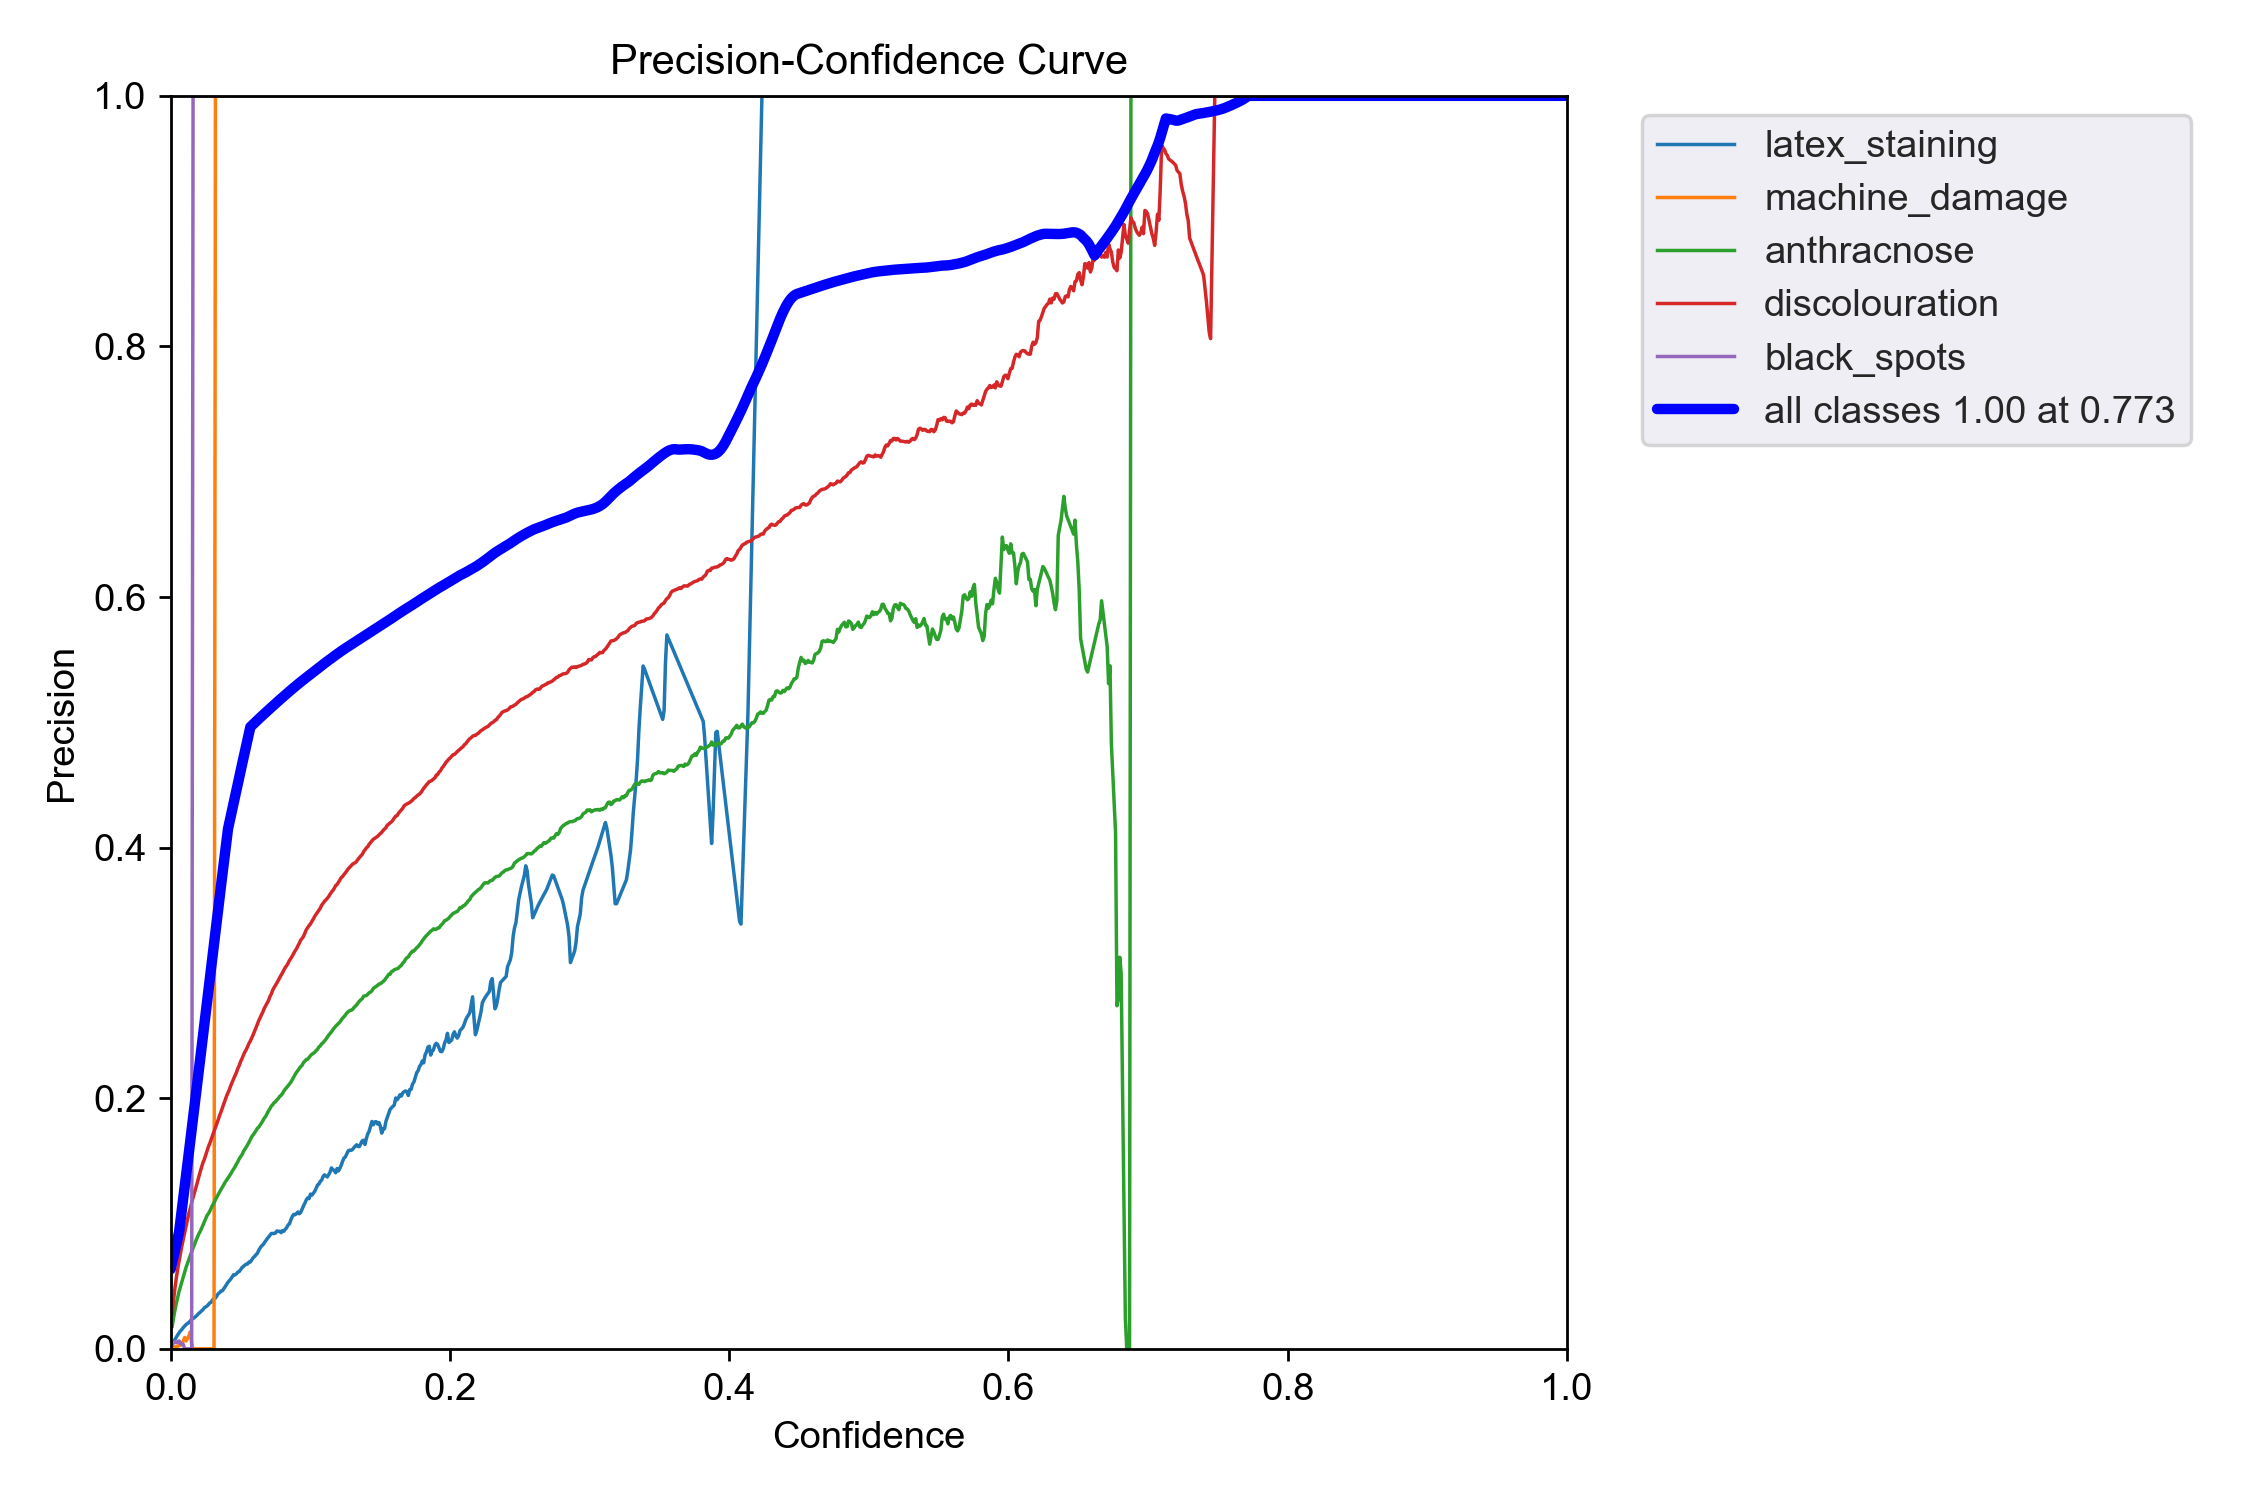 Precision-Confidence Curve
1.0
0.8
0.6
0.4
0.2
0.0
Precision
0.0 0.2 0.4 0.6 0.8 1.0
Confidence
latex_staining
machine_damage
anthracnose
discolouration
black_spots
all classes 1.00 at 0.773